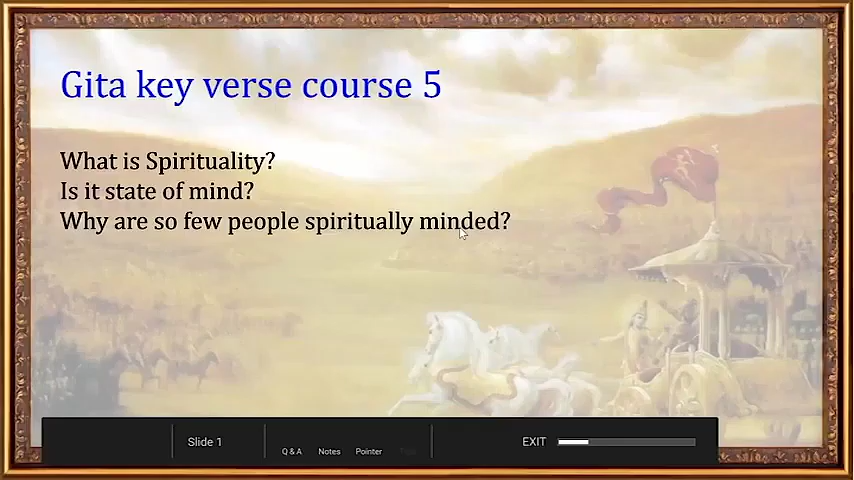 Gita key verse course 5
What is Spirituality?
Is it state of mind?
Why are so few people spiritually minded?
Slide 1
Q & A Notes Pointer
EXIT